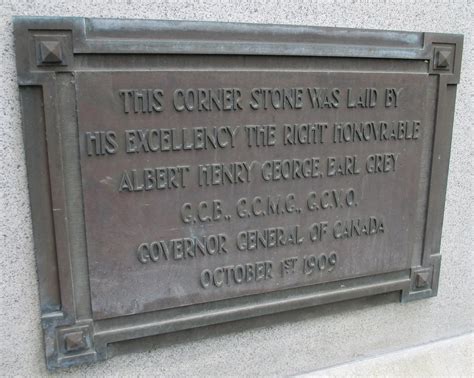 THIS CORNER STONE WAS LAID BY
HIS EXCELLENCY THE RIGHT HONOVRABLE
ALBERT HENRY GEORGE, EARL GREY
G.C.B., G.C.M.G., G.C.V.O.
GOVERNOR GENERAL OF CANADA
OCTOBER 1ST 1909